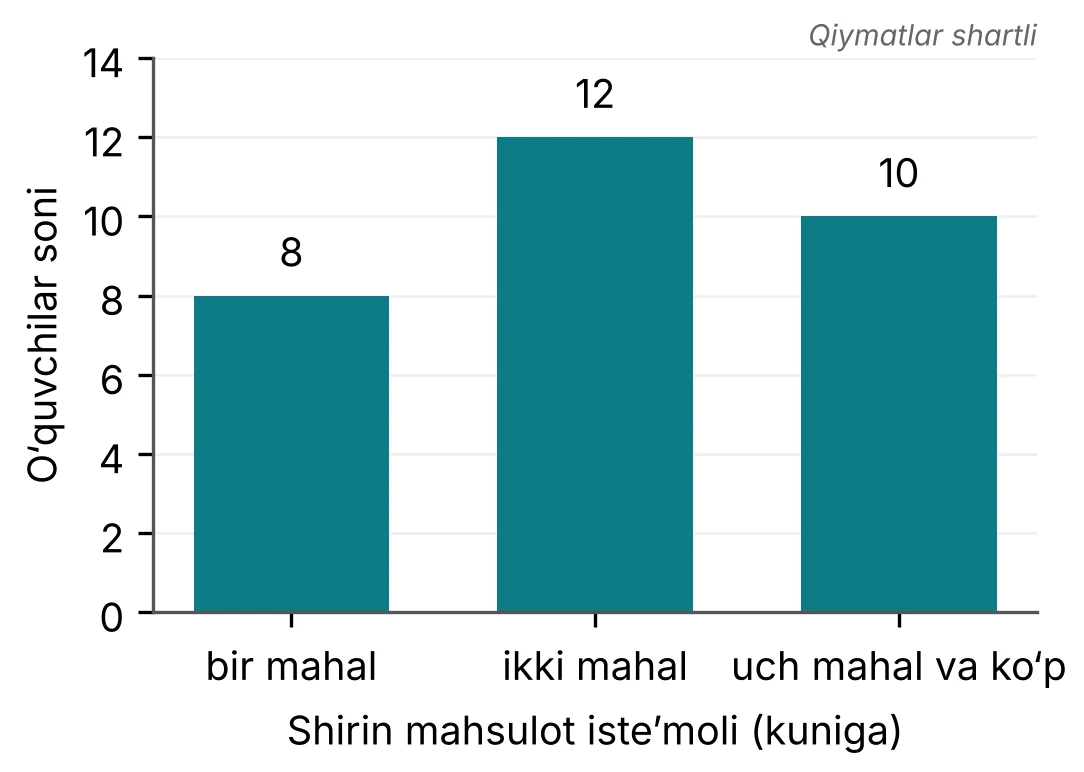 Qiymatlar shartli
14
12
10
8
6
4
2
0
O‘quvchilar soni
8
12
10
bir mahal
ikki mahal
uch mahal va ko‘p
Shirin mahsulot iste’moli (kuniga)